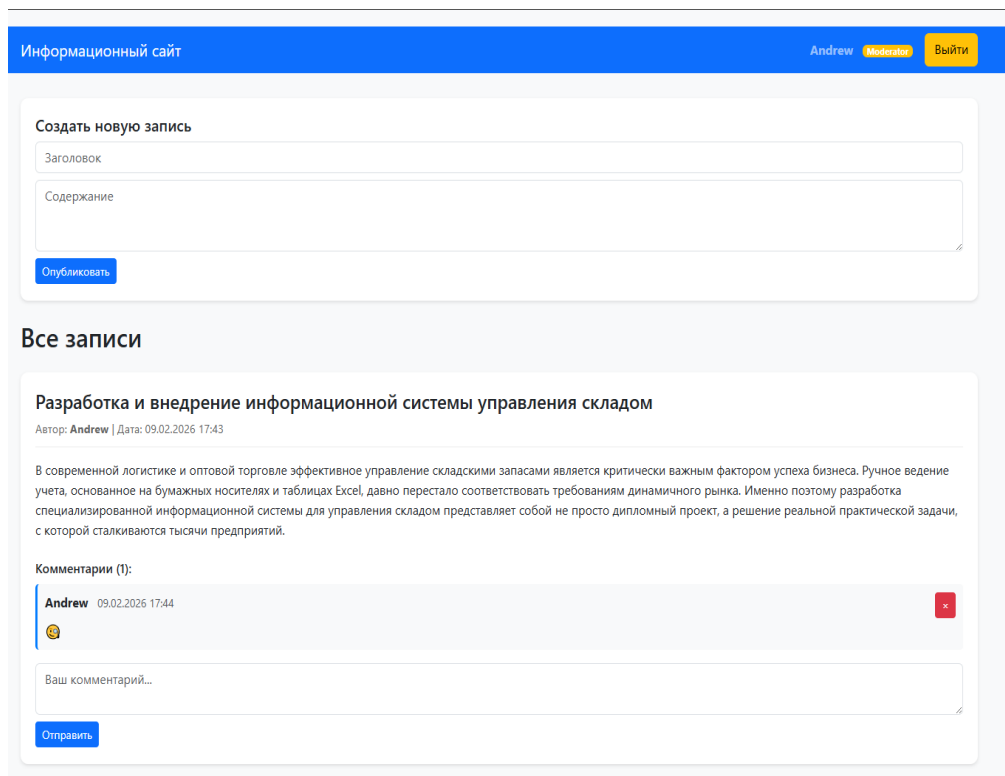 Информационный сайт
Andrew Moderator Выйти
Создать новую запись
Заголовок
Содержание
Опубликовать
Все записи
Разработка и внедрение информационной системы управления складом
Автор: Andrew | Дата: 09.02.2026 17:43
В современной логистике и оптовой торговле эффективное управление складскими запасами является критически важным фактором успеха бизнеса. Ручное ведение
учета, основанное на бумажных носителях и таблицах Excel, давно перестало соответствовать требованиям динамичного рынка. Именно поэтому разработка
специализированной информационной системы для управления складом представляет собой не просто дипломный проект, а решение реальной практической задачи,
с которой сталкиваются тысячи предприятий.
Комментарии (1):
Andrew 09.02.2026 17:44
×
🧐
Ваш комментарий...
Отправить